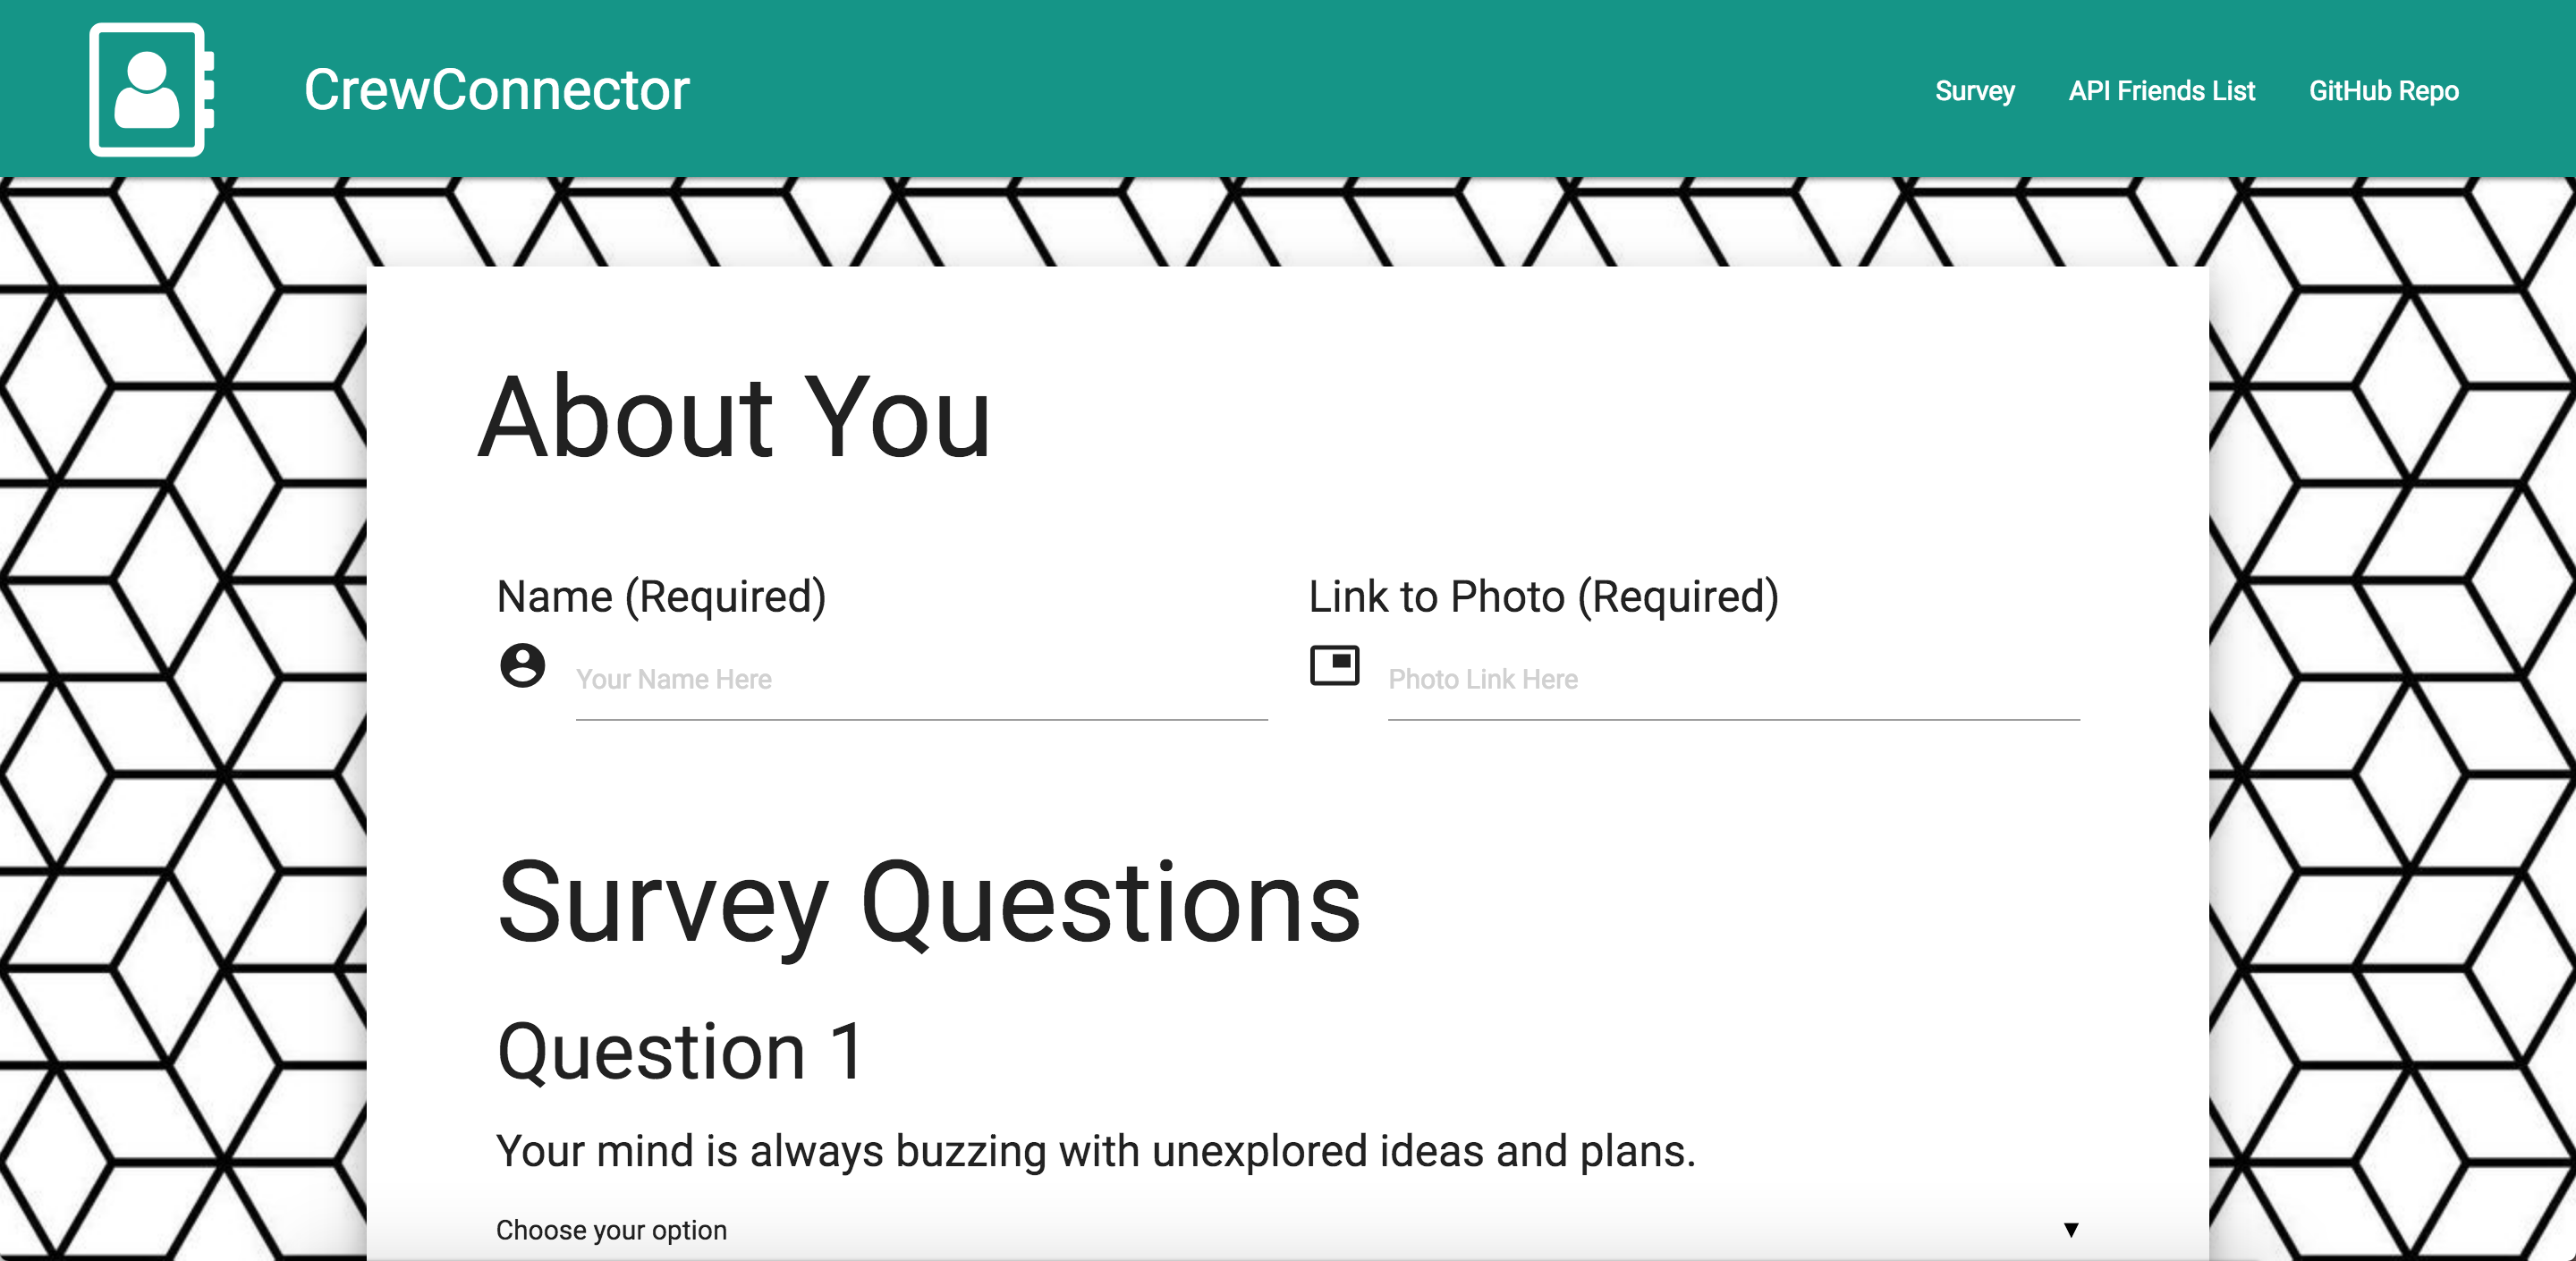 CrewConnector
Survey API Friends List GitHub Repo
About You
Name (Required) Link to Photo (Required)
Your Name Here Photo Link Here
Survey Questions
Question 1
Your mind is always buzzing with unexplored ideas and plans.
Choose your option